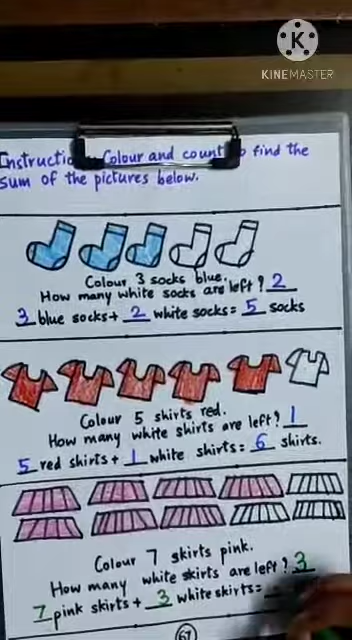 K
KINEMASTER
Instructio Colour and count to find the
sum of the pictures below.
Colour 3 socks blue.
How many white socks are left? 2
3 blue socks + 2 white socks = 5 socks
Colour 5 shirts red.
How many white shirts are left? 1
5 red shirts + 1 white shirts = 6 shirts.
Colour 7 skirts pink.
How many white skirts are left? 3
7 pink skirts + 3 white skirts =
67